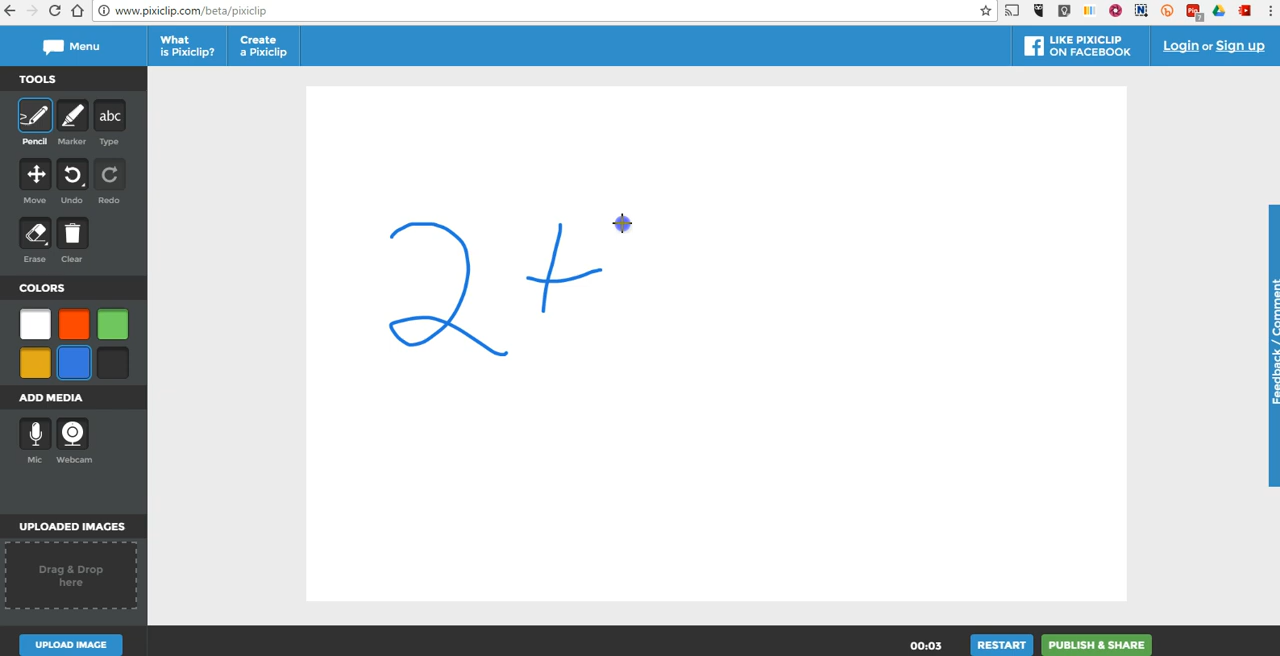 www.pixiclip.com/beta/pixiclip
7
Menu
What
is Pixiclip?
Create
a Pixiclip
LIKE PIXICLIP
ON FACEBOOK
Login or Sign up
TOOLS
abc
Pencil Marker Type
Move Undo Redo
Erase Clear
COLORS
ADD MEDIA
Mic Webcam
UPLOADED IMAGES
Drag & Drop
here
UPLOAD IMAGE
2 +
Feedback / Comment
00:03 RESTART PUBLISH & SHARE